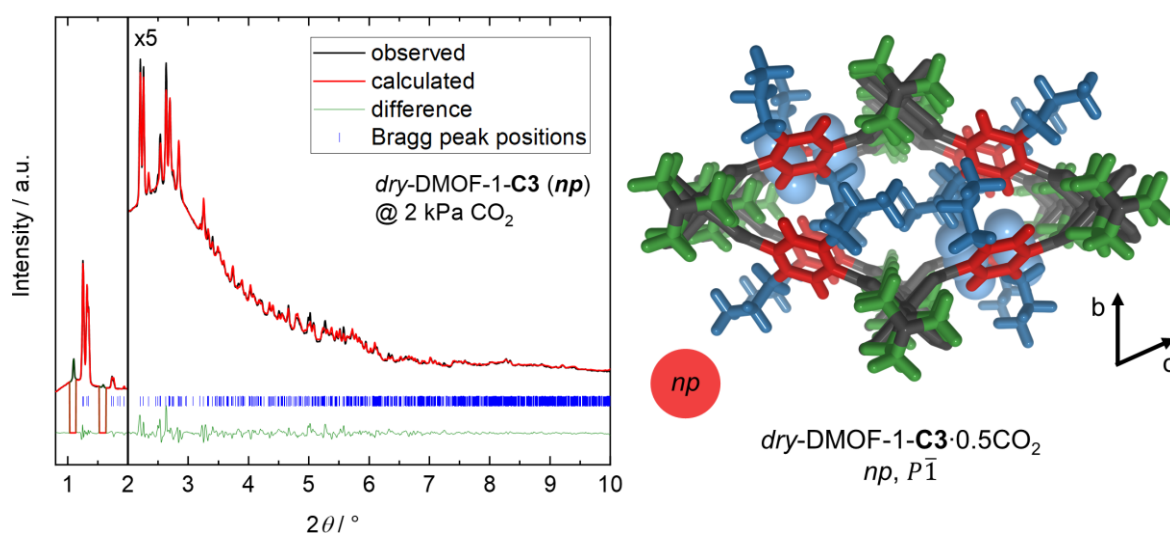 x5
observed
calculated
difference
Bragg peak positions
dry-DMOF-1-C3 (np)
@ 2 kPa CO₂
Intensity / a.u.
1 2 3 4 5 6 7 8 9 10
2θ/ °
b
np
dry-DMOF-1-C3·0.5CO₂
np, P1̅